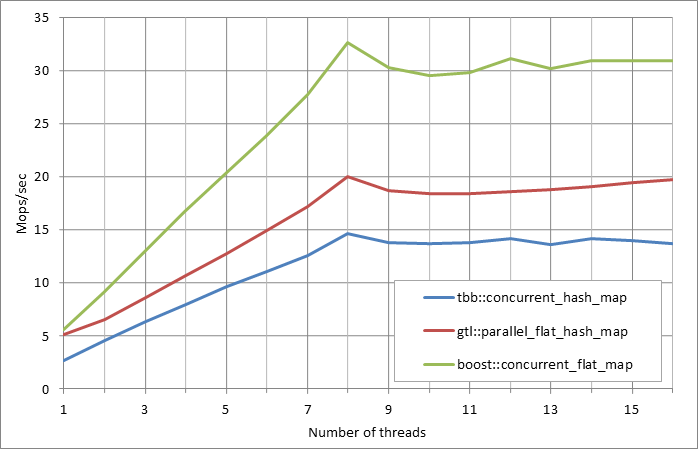 35
30
25
20
15
10
5
0
Mops/sec
tbb::concurrent_hash_map
gtl::parallel_flat_hash_map
boost::concurrent_flat_map
1 3 5 7 9 11 13 15
Number of threads